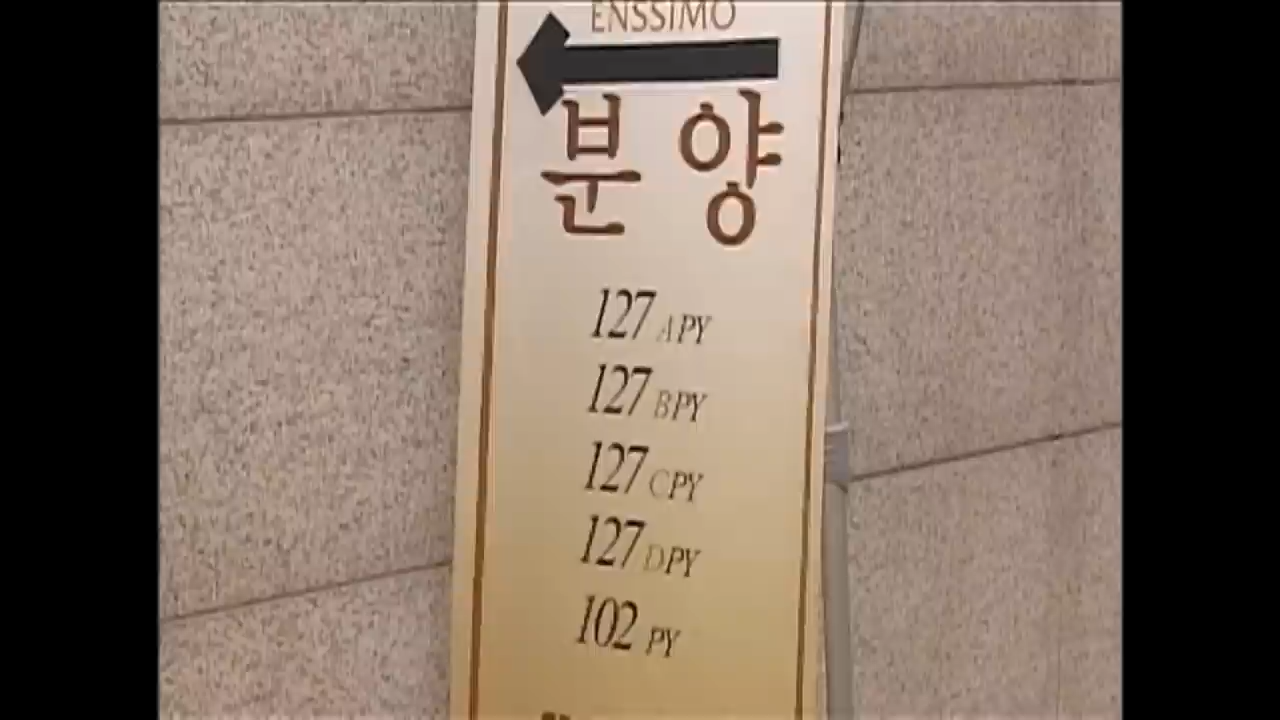 ENSSIMO
분양
127 APY
127 BPY
127 CPY
127 DPY
102 PY